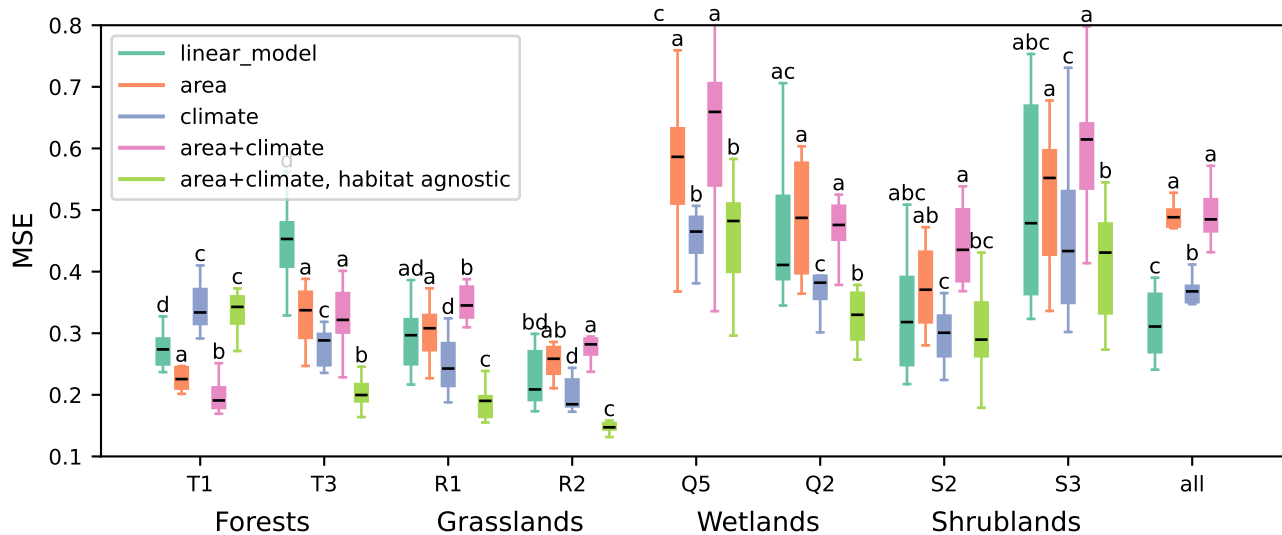 c a
0.8
linear_model
area
climate
area+climate
area+climate, habitat agnostic
a
abc a c
0.7
ac
0.6
d
a b
b
MSE
0.5
abc ab a bc
b a
a b a
0.4
c
d a c b
d
a c a
b
ad a d b
c
c b
c
0.3
bd ab d a
0.2
c
0.1
T1 T3 R1 R2 Q5 Q2 S2 S3 all
Forests Grasslands Wetlands Shrublands